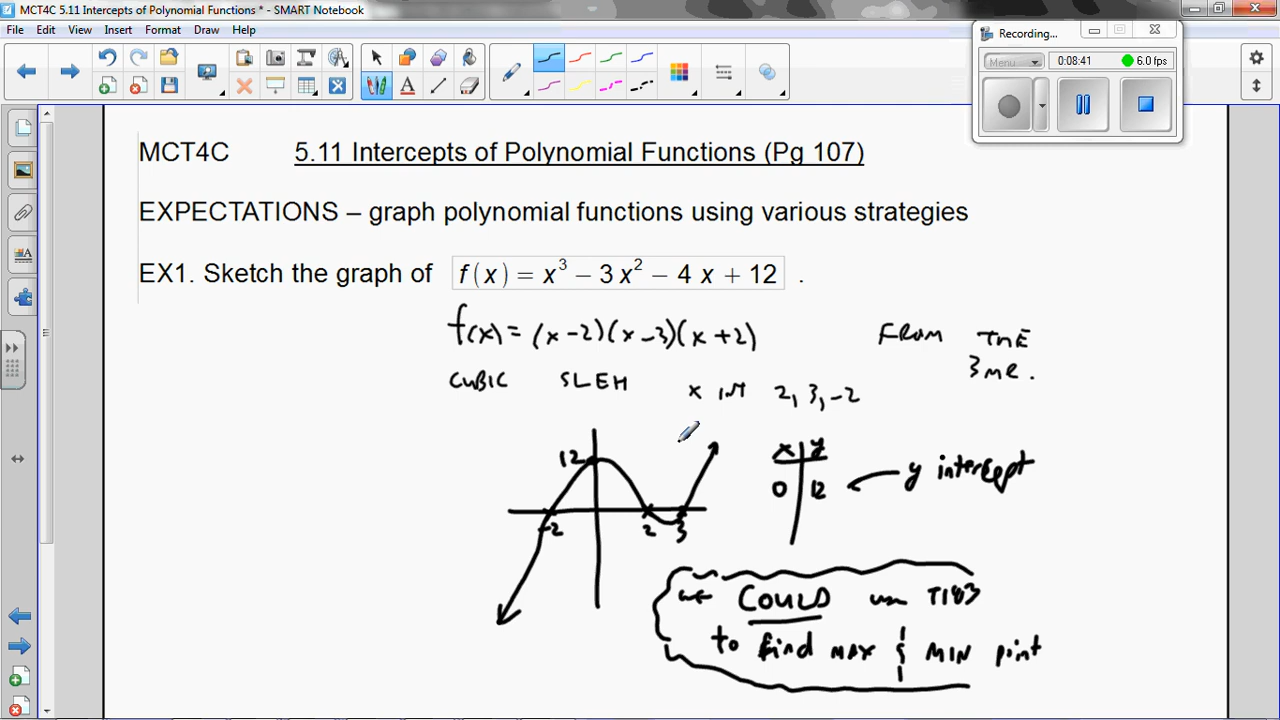 MCT4C 5.11 Intercepts of Polynomial Functions * - SMART Notebook
File Edit View Insert Format Draw Help
Recording...
Menu 0:08:41 6.0 fps
MCT4C 5.11 Intercepts of Polynomial Functions (Pg 107)
EXPECTATIONS – graph polynomial functions using various strategies
EX1. Sketch the graph of f(x) = x³ − 3x² − 4x + 12 .
f(x) = (x-2)(x-3)(x+2) FROM THE
3MR.
CUBIC SLEH x INT 2, 3, -2
x y
12
0 12 y intercept
-2 2 3
we COULD use TI83
to find MAX & MIN point